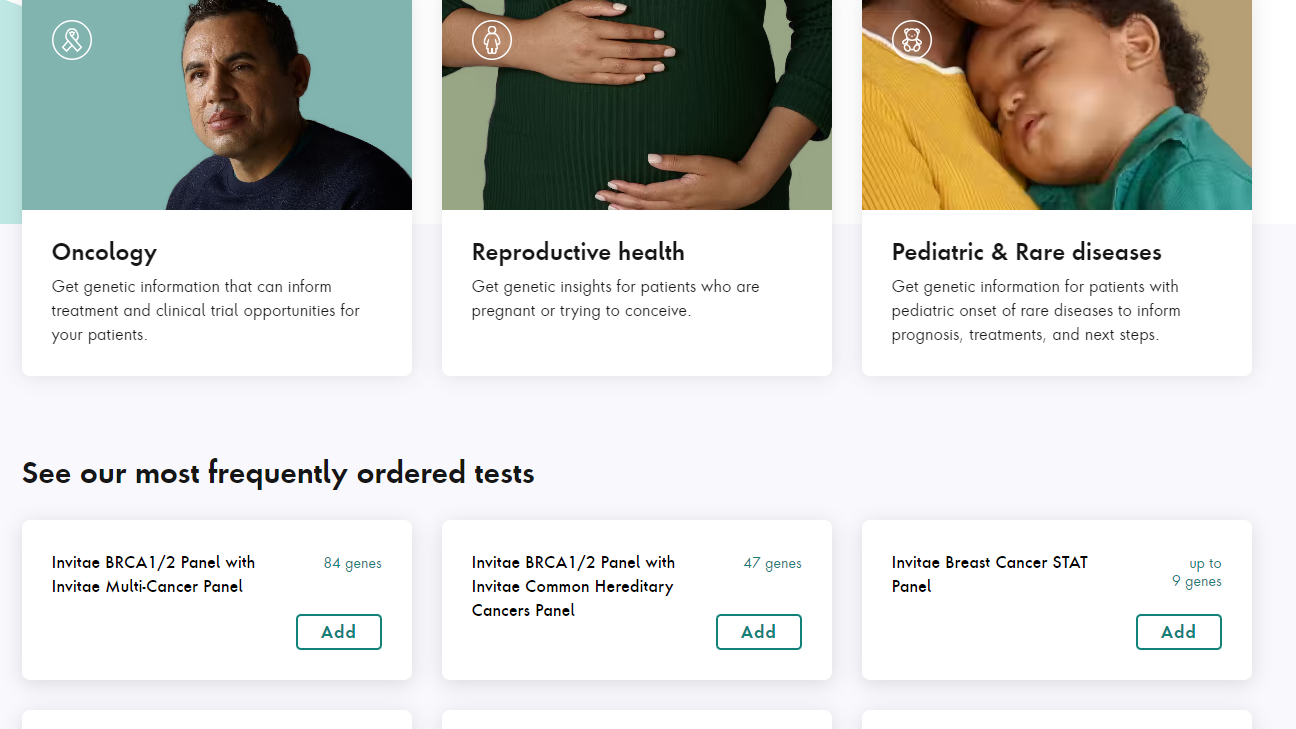 Oncology
Get genetic information that can inform
treatment and clinical trial opportunities for
your patients.
Reproductive health
Get genetic insights for patients who are
pregnant or trying to conceive.
Pediatric & Rare diseases
Get genetic information for patients with
pediatric onset of rare diseases to inform
prognosis, treatments, and next steps.
See our most frequently ordered tests
Invitae BRCA1/2 Panel with
Invitae Multi-Cancer Panel
84 genes
Add
Invitae BRCA1/2 Panel with
Invitae Common Hereditary
Cancers Panel
47 genes
Add
Invitae Breast Cancer STAT
Panel
up to
9 genes
Add